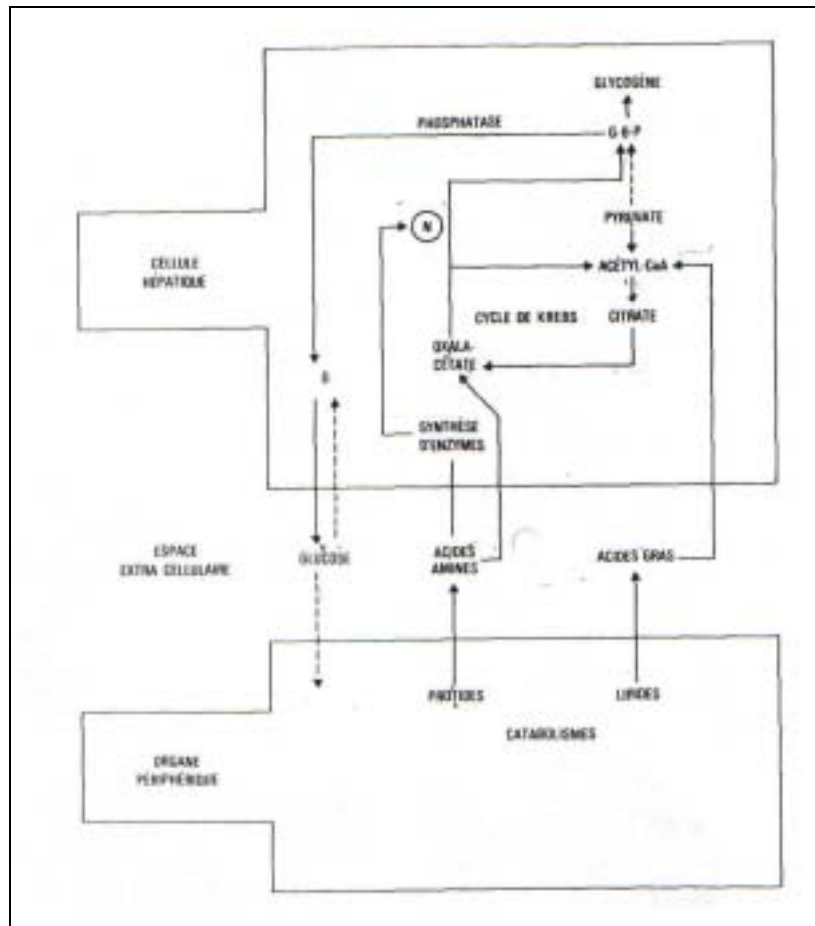 GLYCOGÈNE
PHOSPHATASE
G-6-P
N
PYRUVATE
CELLULE
HÉPATIQUE
ACÉTYL-CoA
CYCLE DE KREBS
CITRATE
OXALA-
CÉTATE
G
SYNTHÈSE
D'ENZYMES
ESPACE
EXTRA CELLULAIRE
GLUCOSE
ACIDES
AMINES
ACIDES GRAS
PROTIDES
LIPIDES
CATABOLISMES
ORGANE
PÉRIPHÉRIQUE